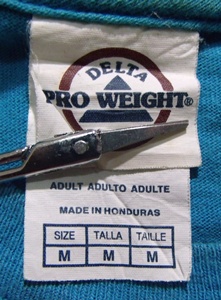 DELTA
PRO WEIGHT®
ADULT ADULTO ADULTE
MADE IN HONDURAS
SIZE TALLA TAILLE
M M M